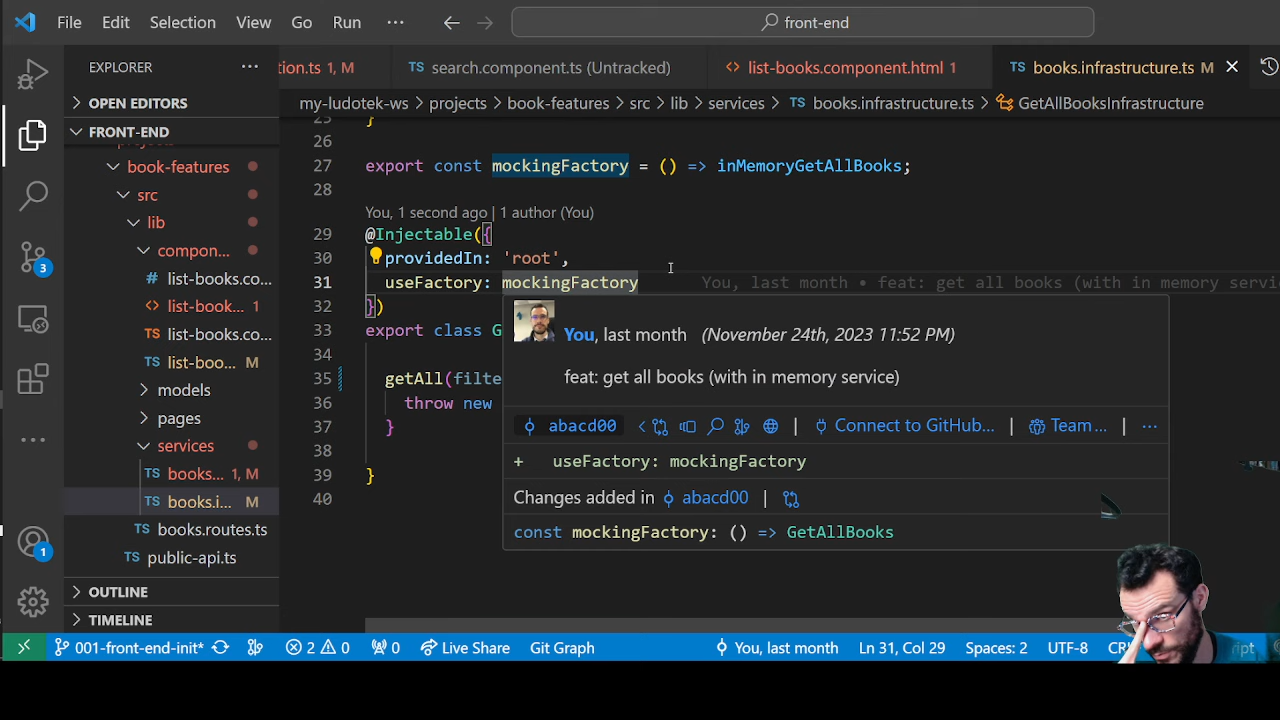 File Edit Selection View Go Run ··· front-end
EXPLORER ···
tion.ts 1, M
search.component.ts (Untracked)
list-books.component.html 1
books.infrastructure.ts M
OPEN EDITORS
FRONT-END
book-features
src
lib
compon...
list-books.co...
list-book... 1
list-books.co...
list-boo... M
models
pages
services
books... 1, M
books.i... M
books.routes.ts
public-api.ts
OUTLINE
TIMELINE
3
1
my-ludotek-ws > projects > book-features > src > lib > services > TS books.infrastructure.ts > GetAllBooksInfrastructure
25 }
26
27 export const mockingFactory = () => inMemoryGetAllBooks;
28
You, 1 second ago | 1 author (You)
29 @Injectable({
30 providedIn: 'root',
31 useFactory: mockingFactory You, last month • feat: get all books (with in memory servi
32 })
33 export class G
34
35 getAll(filte
36 throw new
37 }
38
39 }
40
You, last month (November 24th, 2023 11:52 PM)
feat: get all books (with in memory service)
abacd00 | Connect to GitHub... | Team... | ···
+ useFactory: mockingFactory
Changes added in abacd00 |
const mockingFactory: () => GetAllBooks
001-front-end-init* 2 0 0 Live Share Git Graph You, last month Ln 31, Col 29 Spaces: 2 UTF-8